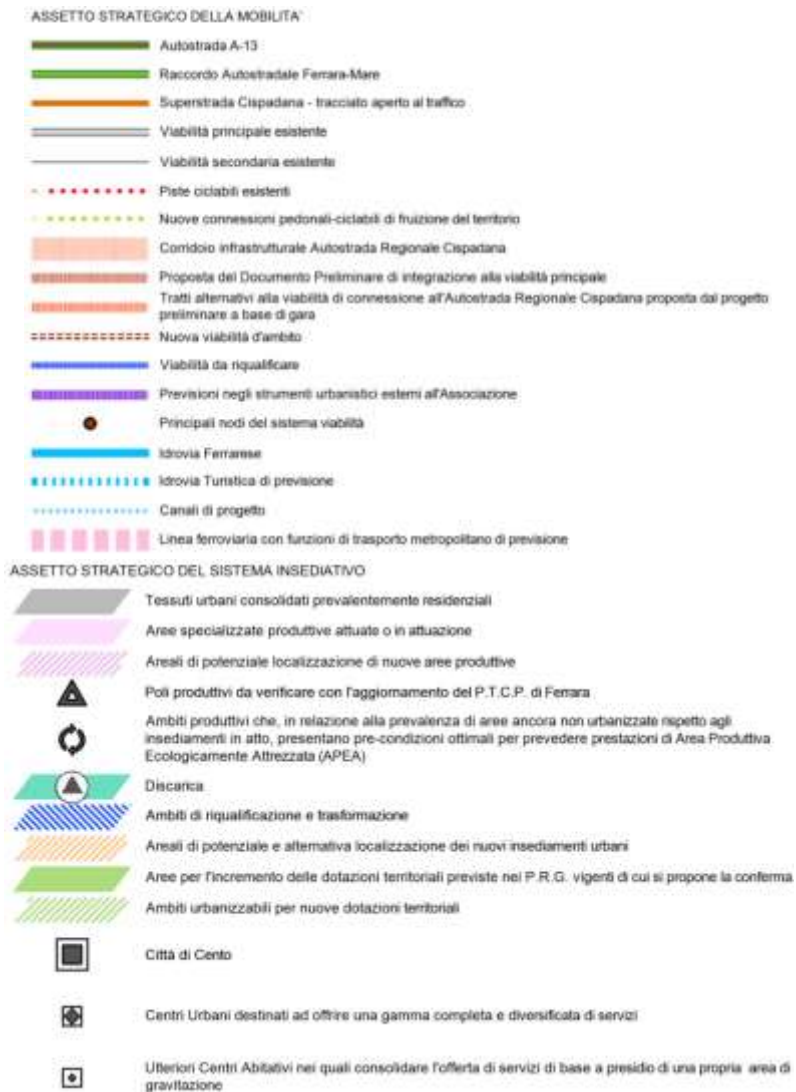 ASSETTO STRATEGICO DELLA MOBILITA'
Autostrada A-13
Raccordo Autostradale Ferrara-Mare
Superstrada Cispadana - tracciato aperto al traffico
Viabilità principale esistente
Viabilità secondaria esistente
Piste ciclabili esistenti
Nuove connessioni pedonali-ciclabili di fruizione del territorio
Corridoio infrastrutturale Autostrada Regionale Cispadana
Proposta del Documento Preliminare di integrazione alla viabilità principale
Tratti alternativi alla viabilità di connessione all'Autostrada Regionale Cispadana proposta dal progetto
preliminare a base di gara
Nuova viabilità d'ambito
Viabilità da riqualificare
Previsioni negli strumenti urbanistici esterni all'Associazione
Principali nodi del sistema viabilità
Idrovia Ferrarese
Idrovia Turistica di previsione
Canali di progetto
Linea ferroviaria con funzioni di trasporto metropolitano di previsione
ASSETTO STRATEGICO DEL SISTEMA INSEDIATIVO
Tessuti urbani consolidati prevalentemente residenziali
Aree specializzate produttive attuate o in attuazione
Areali di potenziale localizzazione di nuove aree produttive
Poli produttivi da verificare con l'aggiornamento del P.T.C.P. di Ferrara
Ambiti produttivi che, in relazione alla prevalenza di aree ancora non urbanizzate rispetto agli
insediamenti in atto, presentano pre-condizioni ottimali per prevedere prestazioni di Area Produttiva
Ecologicamente Attrezzata (APEA)
Discarica
Ambiti di riqualificazione e trasformazione
Areali di potenziale e alternativa localizzazione dei nuovi insediamenti urbani
Aree per l'incremento delle dotazioni territoriali previste nei P.R.G. vigenti di cui si propone la conferma
Ambiti urbanizzabili per nuove dotazioni territoriali
Città di Cento
Centri Urbani destinati ad offrire una gamma completa e diversificata di servizi
Ulteriori Centri Abitativi nei quali consolidare l'offerta di servizi di base a presidio di una propria area di
gravitazione